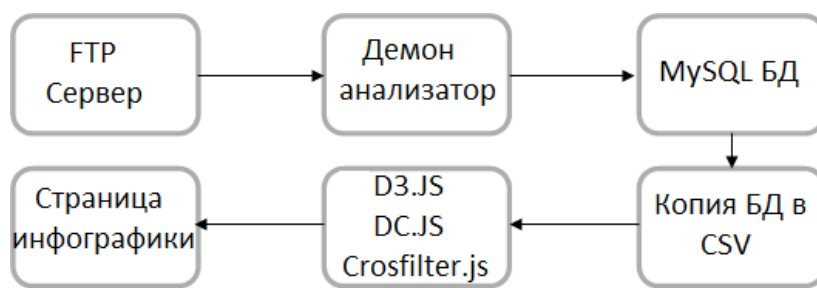 FTP
Сервер
Демон
анализатор
MySQL БД
Страница
инфографики
D3.JS
DC.JS
Crosfilter.js
Копия БД в
CSV